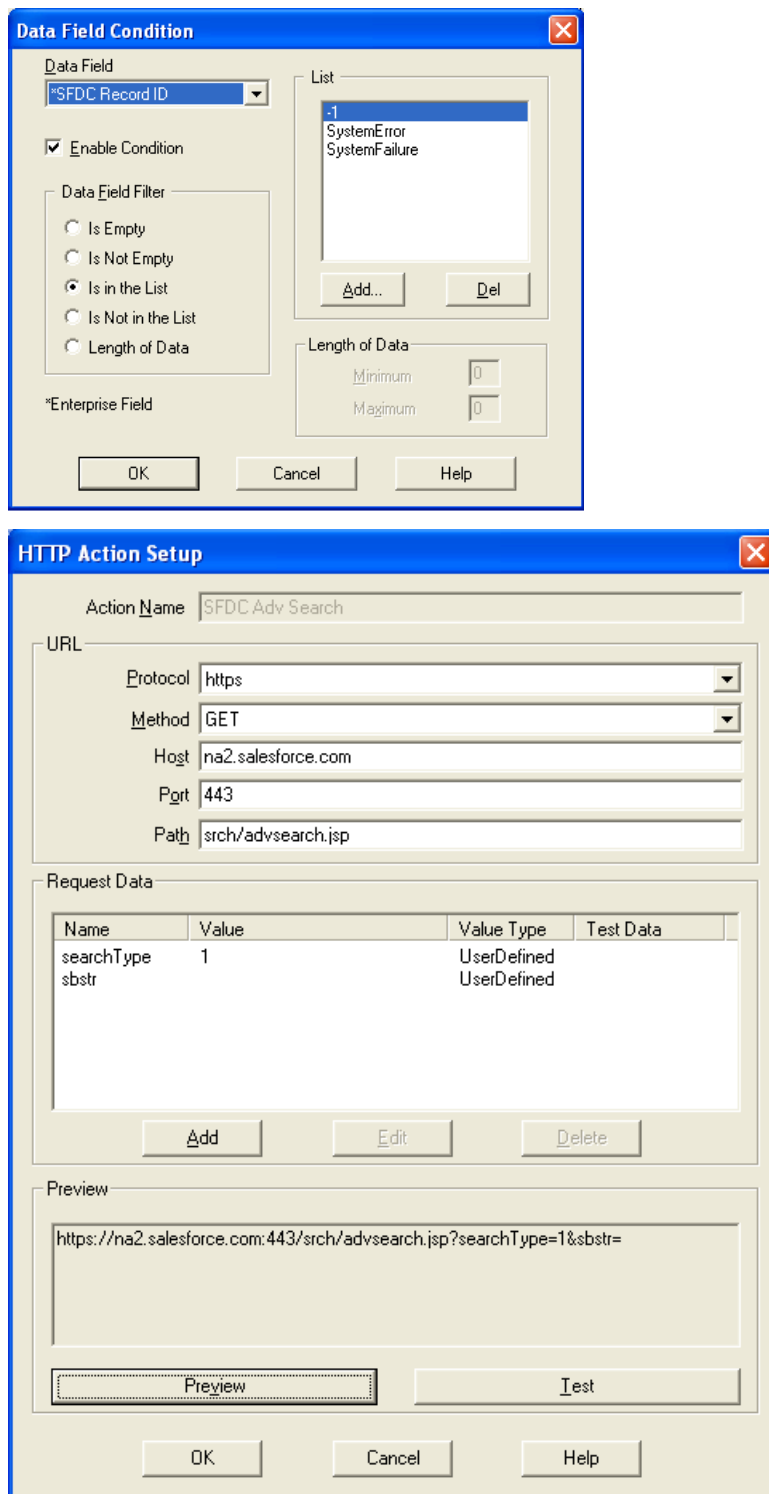 Data Field Condition
Data Field
*SFDC Record ID
Enable Condition
Data Field Filter
Is Empty
Is Not Empty
Is in the List
Is Not in the List
Length of Data
*Enterprise Field
List
-1
SystemError
SystemFailure
Add...
Del
Length of Data
Minimum 0
Maximum 0
OK Cancel Help
HTTP Action Setup
Action Name SFDC Adv Search
URL
Protocol https
Method GET
Host na2.salesforce.com
Port 443
Path srch/advsearch.jsp
Request Data
Name Value Value Type Test Data
searchType 1 UserDefined
sbstr UserDefined
Add Edit Delete
Preview
https://na2.salesforce.com:443/srch/advsearch.jsp?searchType=1&sbstr=
Preview Test
OK Cancel Help